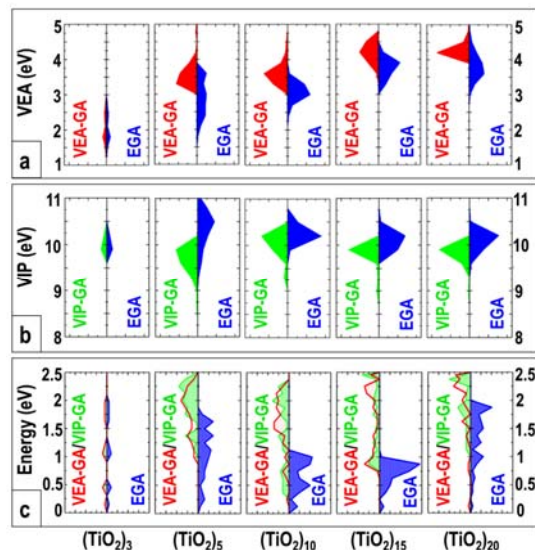 5 5
4 4
3 3
2 2
1 1
VEA (eV)
VEA-GA EGA VEA-GA EGA VEA-GA EGA VEA-GA EGA VEA-GA EGA
a
11 11
10 10
9 9
8 8
VIP (eV)
VIP-GA EGA VIP-GA EGA VIP-GA EGA VIP-GA EGA VIP-GA EGA
b
2.5 2.5
2 2
1.5 1.5
1 1
0.5 0.5
0 0
Energy (eV)
VEA-GA/VIP-GA EGA VEA-GA/VIP-GA EGA VEA-GA/VIP-GA EGA VEA-GA/VIP-GA EGA VEA-GA/VIP-GA EGA
c
(TiO₂)₃ (TiO₂)₅ (TiO₂)₁₀ (TiO₂)₁₅ (TiO₂)₂₀